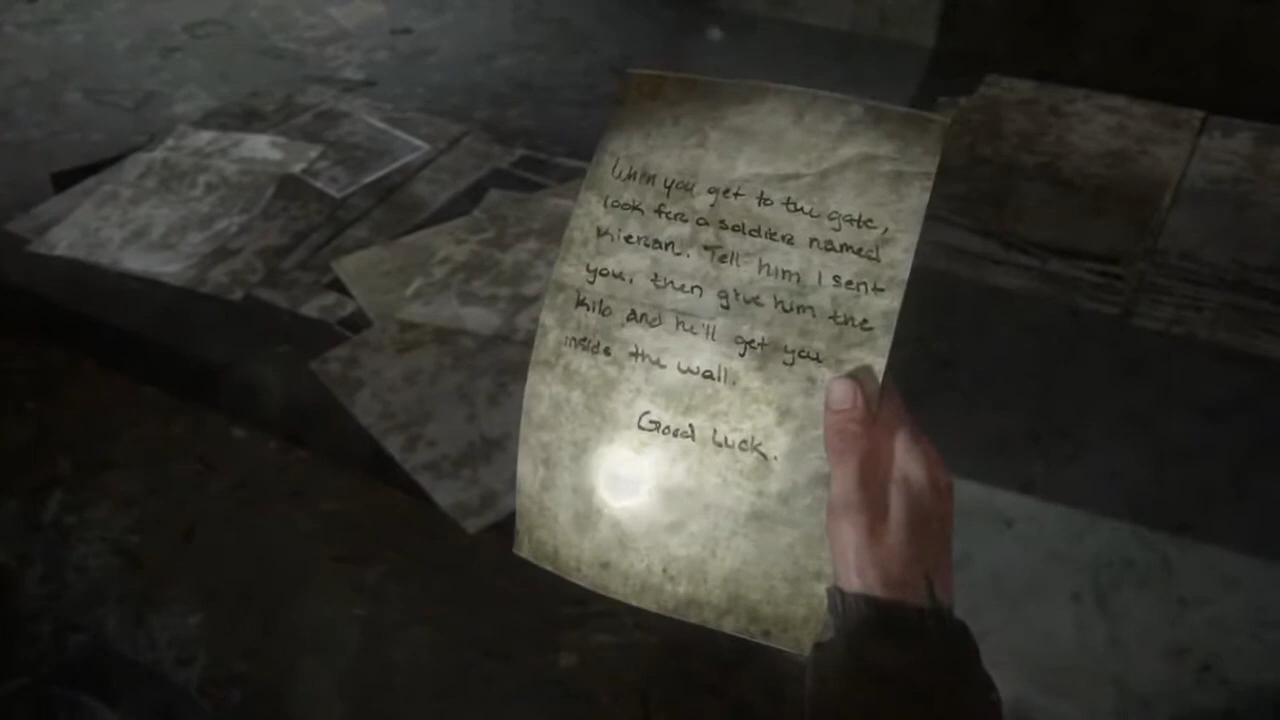 When you get to the gate,
look for a soldier named
Kieran. Tell him I sent
you, then give him the
kilo and he'll get you
inside the wall.
Good Luck.